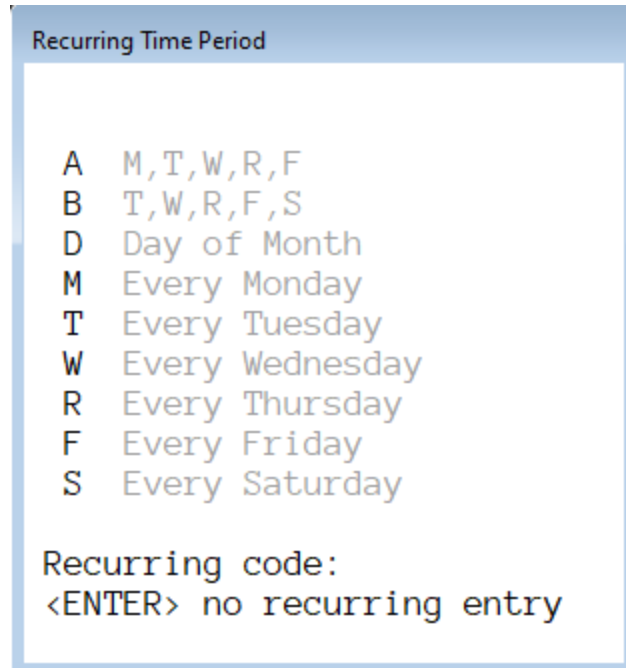 Recurring Time Period
A M,T,W,R,F
B T,W,R,F,S
D Day of Month
M Every Monday
T Every Tuesday
W Every Wednesday
R Every Thursday
F Every Friday
S Every Saturday
Recurring code:
<ENTER> no recurring entry